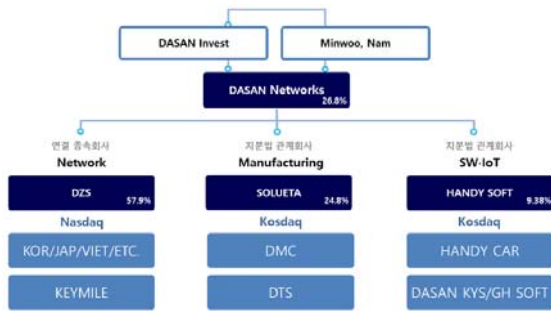 DASAN Invest
Minwoo, Nam
DASAN Networks
26.8%
연결 종속회사
Network
DZS
57.9%
Nasdaq
KOR/JAP/VIET/ETC.
KEYMILE
지분법 관계회사
Manufacturing
SOLUETA
24.8%
Kosdaq
DMC
DTS
지분법 관계회사
SW·IoT
HANDY SOFT
9.38%
Kosdaq
HANDY CAR
DASAN KYS/GH SOFT